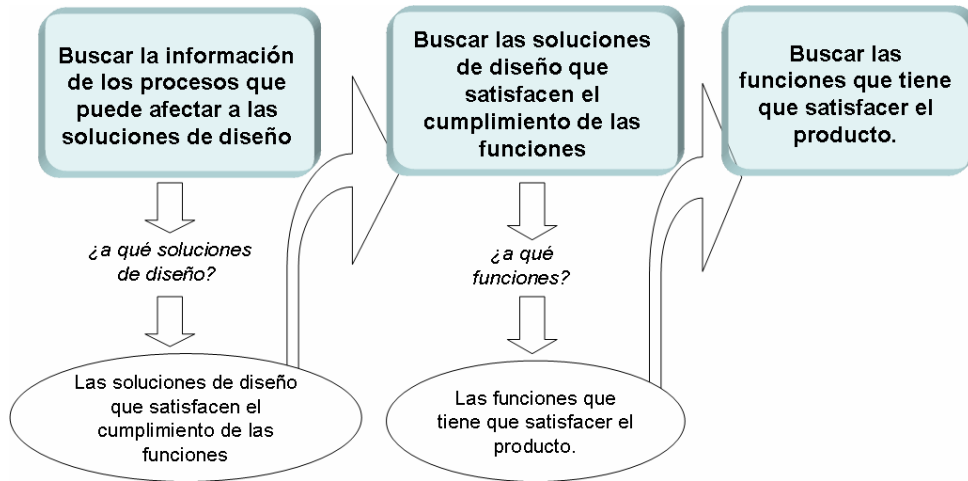 Buscar la información
de los procesos que
puede afectar a las
soluciones de diseño
¿a qué soluciones
de diseño?
Las soluciones de diseño
que satisfacen el
cumplimiento de las
funciones
Buscar las soluciones
de diseño que
satisfacen el
cumplimiento de las
funciones
¿a qué
funciones?
Las funciones que
tiene que satisfacer el
producto.
Buscar las
funciones que tiene
que satisfacer el
producto.